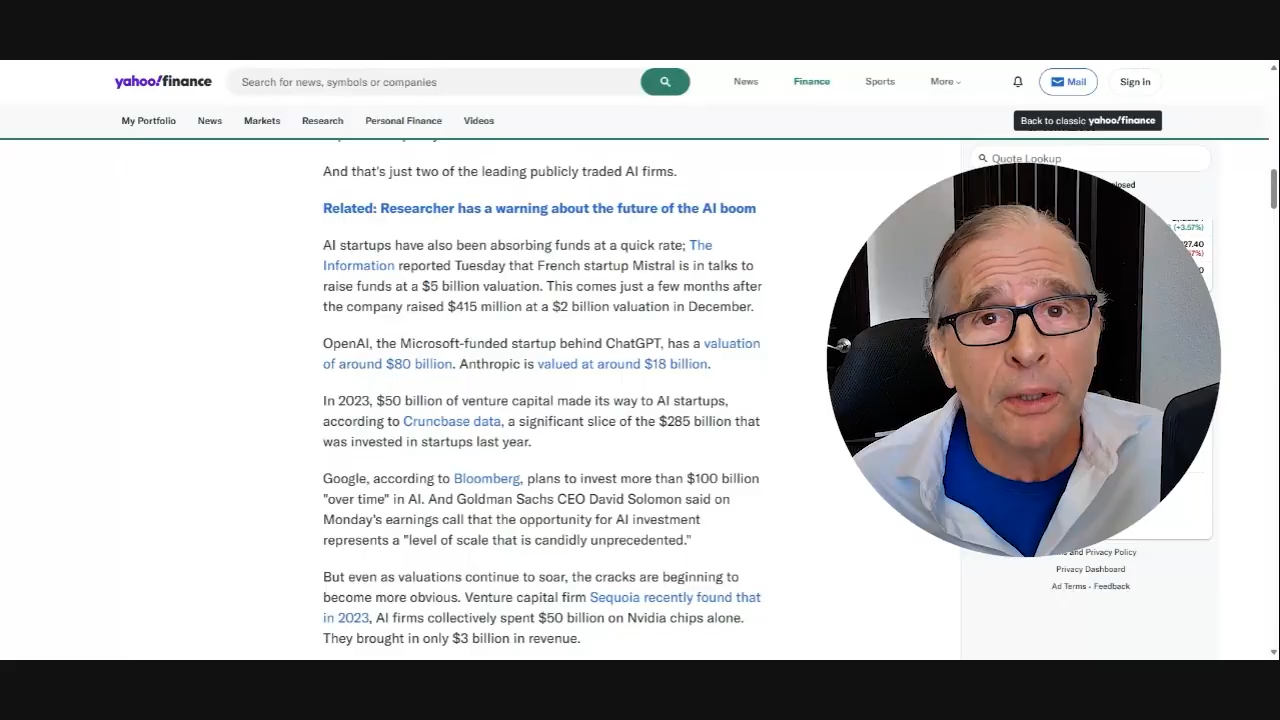 yahoo!finance
Search for news, symbols or companies
News
Finance
Sports
More
Mail
Sign In
My Portfolio
News
Markets
Research
Personal Finance
Videos
Back to classic yahoo!finance
Quote Lookup
And that's just two of the leading publicly traded AI firms.
Related: Researcher has a warning about the future of the AI boom
AI startups have also been absorbing funds at a quick rate; The
Information reported Tuesday that French startup Mistral is in talks to
raise funds at a $5 billion valuation. This comes just a few months after
the company raised $415 million at a $2 billion valuation in December.
OpenAI, the Microsoft-funded startup behind ChatGPT, has a valuation
of around $80 billion. Anthropic is valued at around $18 billion.
In 2023, $50 billion of venture capital made its way to AI startups,
according to Cruncbase data, a significant slice of the $285 billion that
was invested in startups last year.
Google, according to Bloomberg, plans to invest more than $100 billion
"over time" in AI. And Goldman Sachs CEO David Solomon said on
Monday's earnings call that the opportunity for AI investment
represents a "level of scale that is candidly unprecedented."
But even as valuations continue to soar, the cracks are beginning to
become more obvious. Venture capital firm Sequoia recently found that
in 2023, AI firms collectively spent $50 billion on Nvidia chips alone.
They brought in only $3 billion in revenue.
(+3.57%)
and Privacy Policy
Privacy Dashboard
Ad Terms - Feedback